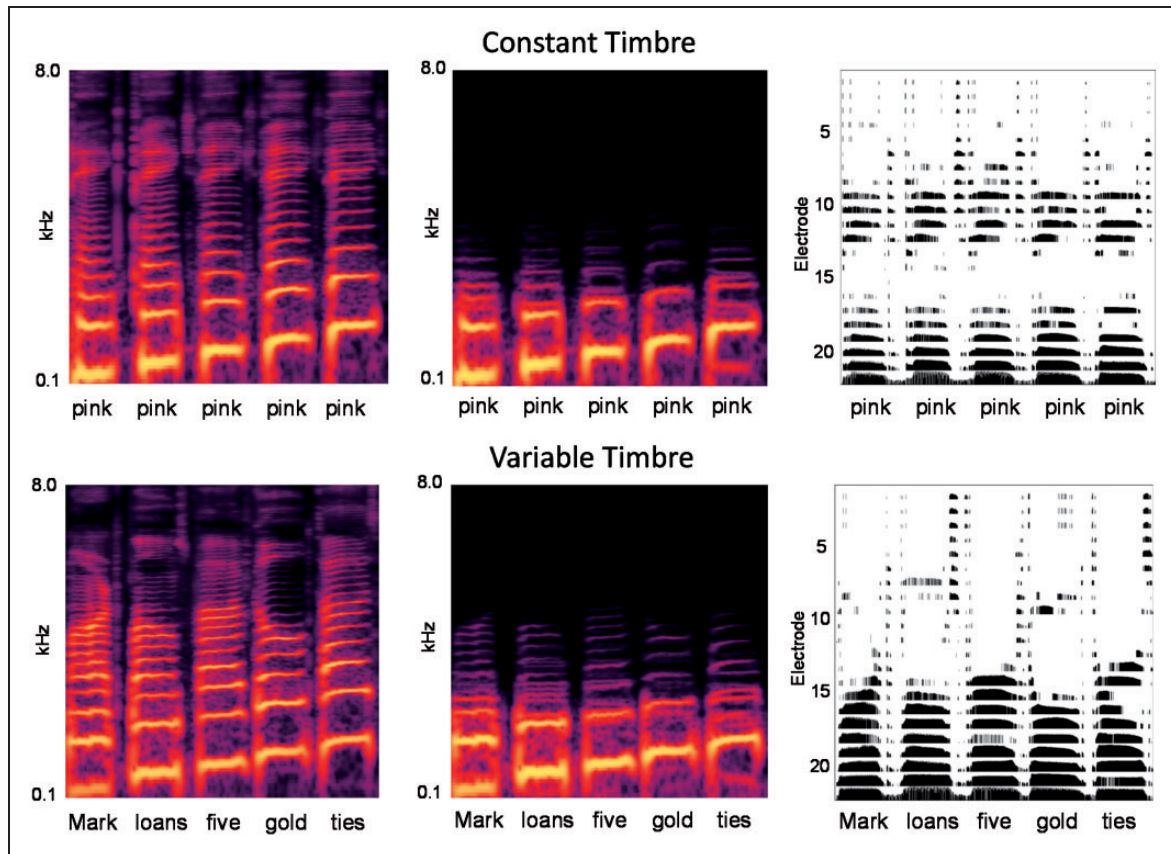 Constant Timbre
8.0
kHz
0.1
pink pink pink pink pink
8.0
kHz
0.1
pink pink pink pink pink
5
10
Electrode
15
20
pink pink pink pink pink
Variable Timbre
8.0
kHz
0.1
Mark loans five gold ties
8.0
kHz
0.1
Mark loans five gold ties
5
10
Electrode
15
20
Mark loans five gold ties